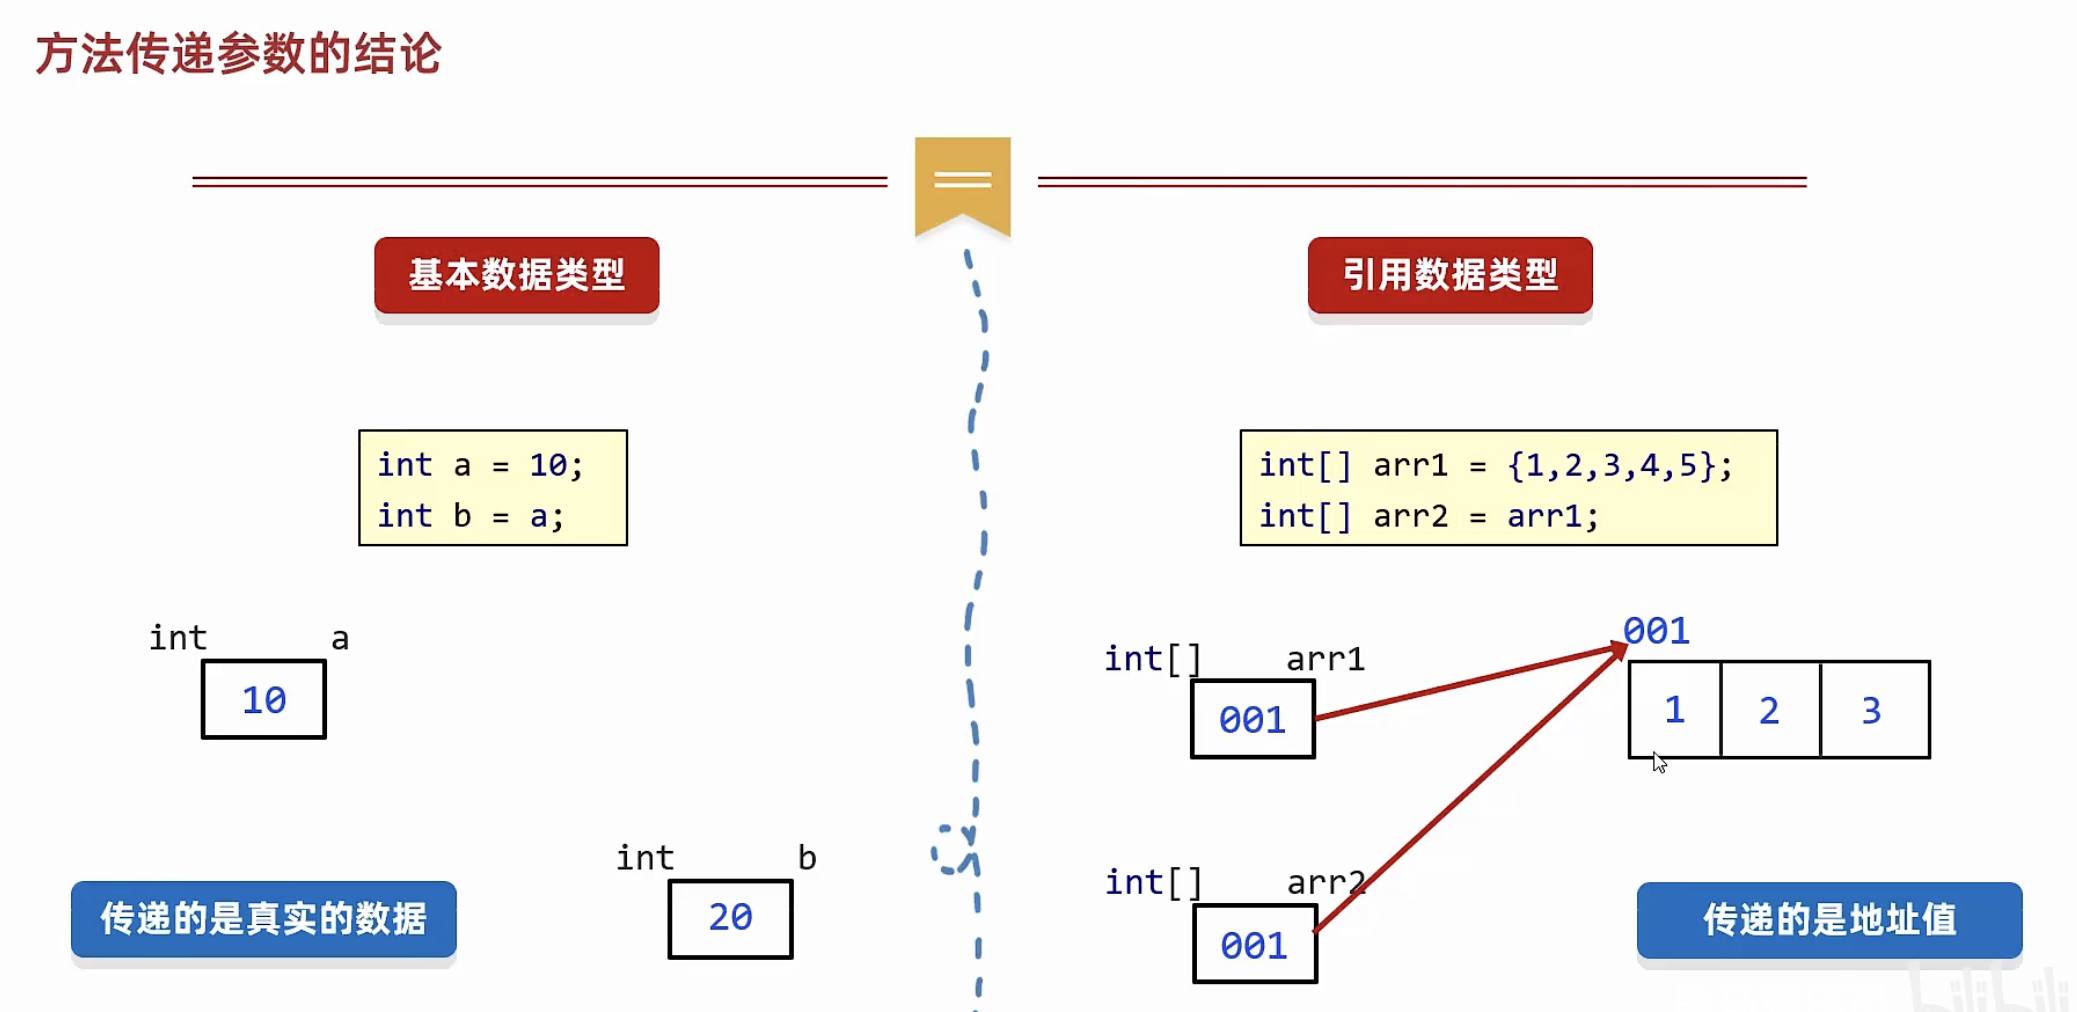 方法传递参数的结论
基本数据类型
引用数据类型
int a = 10;
int b = a;
int[] arr1 = {1,2,3,4,5};
int[] arr2 = arr1;
int a
10
int[] arr1
001
001
1 2 3
int b
20
int[] arr2
001
传递的是真实的数据
传递的是地址值
bilibili